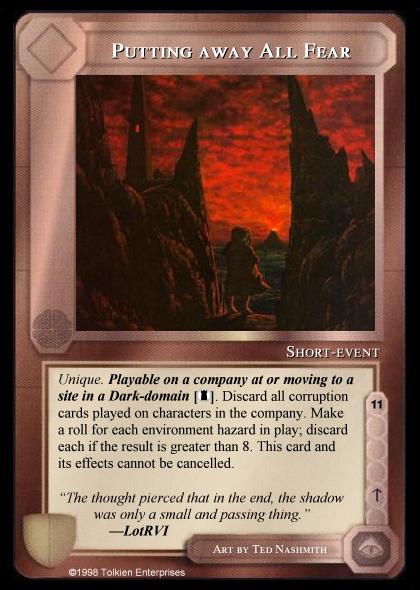 Putting away All Fear
Short-event
Unique. Playable on a company at or moving to a
site in a Dark-domain []. Discard all corruption
cards played on characters in the company. Make
a roll for each environment hazard in play; discard
each if the result is greater than 8. This card and
its effects cannot be cancelled.
11
“The thought pierced that in the end, the shadow
was only a small and passing thing.”
—LotRVI
Art by Ted Nashmith
©1998 Tolkien Enterprises